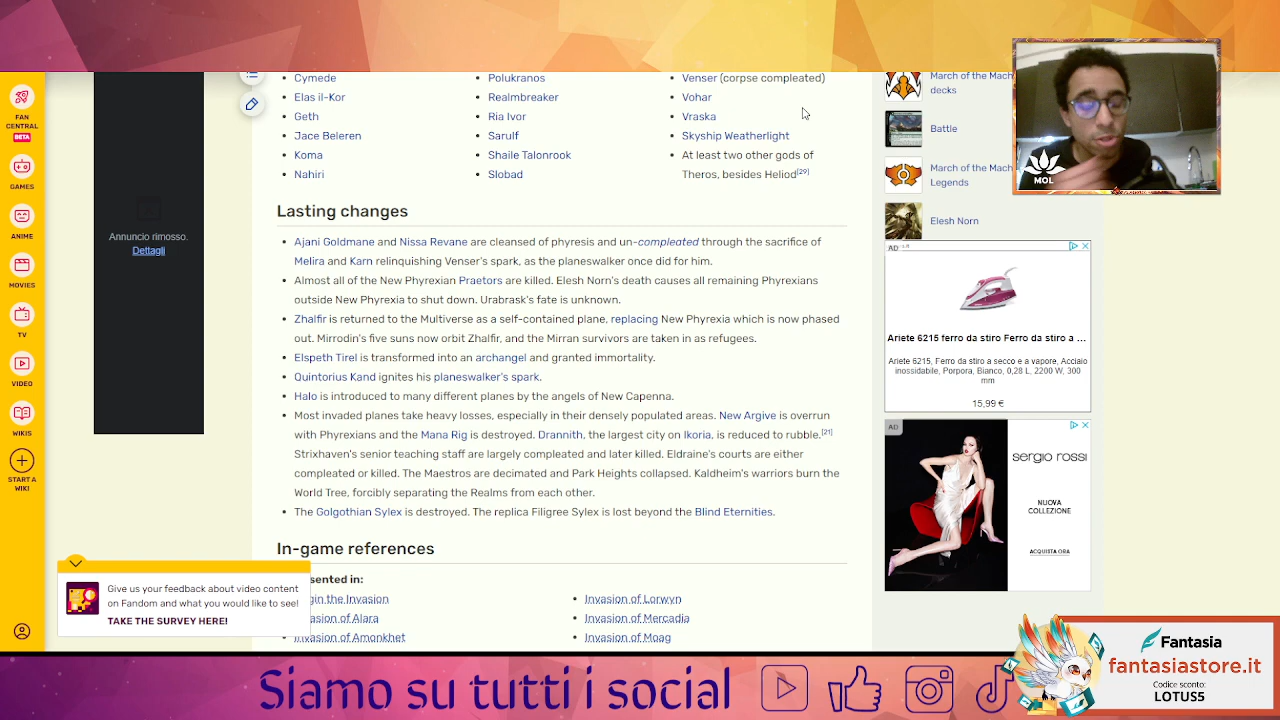 FAN
CENTRAL
BETA
GAMES
ANIME
MOVIES
TV
VIDEO
WIKIS
START A
WIKI
Annuncio rimosso.
Dettagli
Cymede
Elas il-Kor
Geth
Jace Beleren
Koma
Nahiri
Polukranos
Realmbreaker
Ria Ivor
Sarulf
Shaile Talonrook
Slobad
Venser (corpse compleated)
Vohar
Vraska
Skyship Weatherlight
At least two other gods of
Theros, besides Heliod[29]
Lasting changes
Ajani Goldmane and Nissa Revane are cleansed of phyresis and un-compleated through the sacrifice of
Melira and Karn relinquishing Venser's spark, as the planeswalker once did for him.
Almost all of the New Phyrexian Praetors are killed. Elesh Norn's death causes all remaining Phyrexians
outside New Phyrexia to shut down. Urabrask's fate is unknown.
Zhalfir is returned to the Multiverse as a self-contained plane, replacing New Phyrexia which is now phased
out. Mirrodin's five suns now orbit Zhalfir, and the Mirran survivors are taken in as refugees.
Elspeth Tirel is transformed into an archangel and granted immortality.
Quintorius Kand ignites his planeswalker's spark.
Halo is introduced to many different planes by the angels of New Capenna.
Most invaded planes take heavy losses, especially in their densely populated areas. New Argive is overrun
with Phyrexians and the Mana Rig is destroyed. Drannith, the largest city on Ikoria, is reduced to rubble.[21]
Strixhaven's senior teaching staff are largely compleated and later killed. Eldraine's courts are either
compleated or killed. The Maestros are decimated and Park Heights collapsed. Kaldheim's warriors burn the
World Tree, forcibly separating the Realms from each other.
The Golgothian Sylex is destroyed. The replica Filigree Sylex is lost beyond the Blind Eternities.
In-game references
Give us your feedback about video content
on Fandom and what you would like to see!
TAKE THE SURVEY HERE!
Invasion of Alara
Invasion of Amonkhet
Invasion of Lorwyn
Invasion of Mercadia
Invasion of Moag
March of the Mach
decks
Battle
March of the Mach
Legends
Elesh Norn
AD
Ariete 6215 ferro da stiro Ferro da stiro a ...
Ariete 6215, Ferro da stiro a secco e a vapore, Acciaio
inossidabile, Porpora, Bianco, 0,28 L, 2200 W, 300
mm
15,99 €
AD
sergio rossi
NUOVA
COLLEZIONE
ACQUISTA ORA
MOL
Siamo su tutti i social
Fantasia
fantasiastore.it
Codice sconto:
LOTUS5